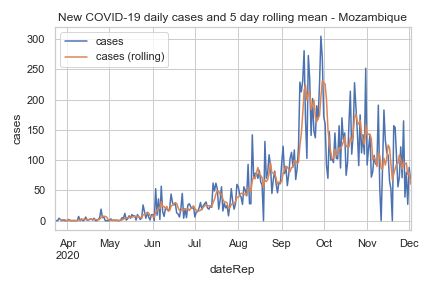 New COVID-19 daily cases and 5 day rolling mean - Mozambique
cases
cases (rolling)
cases
300
250
200
150
100
50
0
Apr May Jun Jul Aug Sep Oct Nov Dec
2020
dateRep